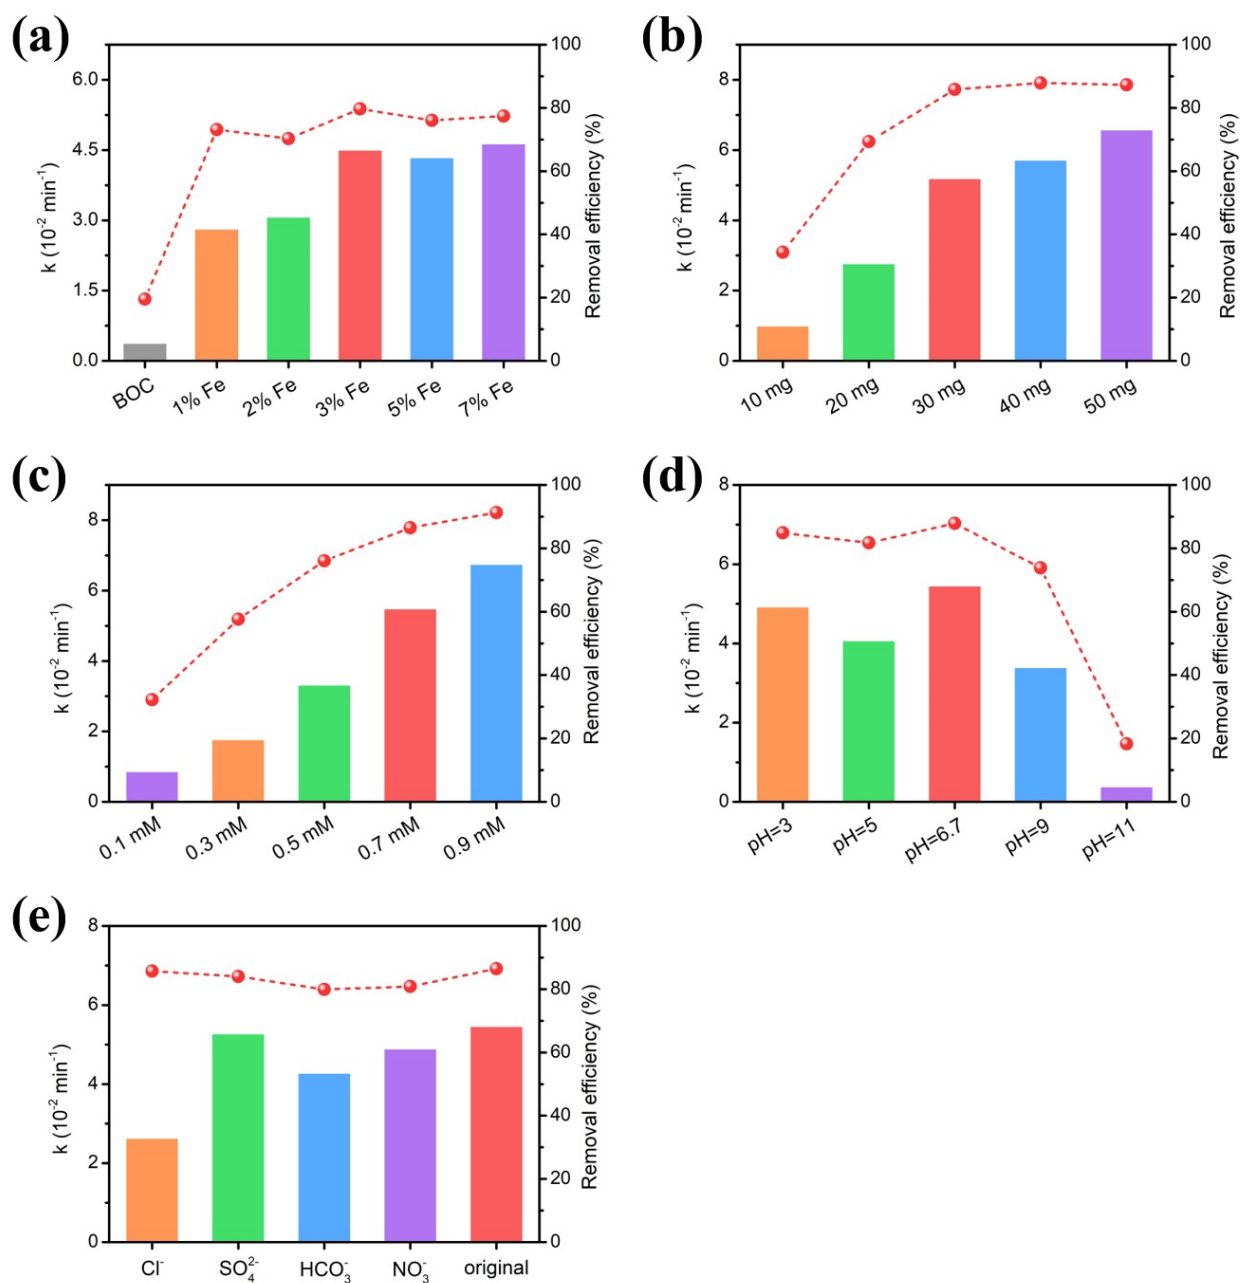 (a)
k (10⁻² min⁻¹)
6.0
4.5
3.0
1.5
0.0
100
80
60
40
20
0
Removal efficiency (%)
BOC
1% Fe
2% Fe
3% Fe
5% Fe
7% Fe
(b)
k (10⁻² min⁻¹)
8
6
4
2
0
100
80
60
40
20
0
Removal efficiency (%)
10 mg
20 mg
30 mg
40 mg
50 mg
(c)
k (10⁻² min⁻¹)
8
6
4
2
0
100
80
60
40
20
0
Removal efficiency (%)
0.1 mM
0.3 mM
0.5 mM
0.7 mM
0.9 mM
(d)
k (10⁻² min⁻¹)
8
6
4
2
0
100
80
60
40
20
0
Removal efficiency (%)
pH=3
pH=5
pH=6.7
pH=9
pH=11
(e)
k (10⁻² min⁻¹)
8
6
4
2
0
100
80
60
40
20
0
Removal efficiency (%)
Cl⁻
SO₄²⁻
HCO₃⁻
NO₃⁻
original